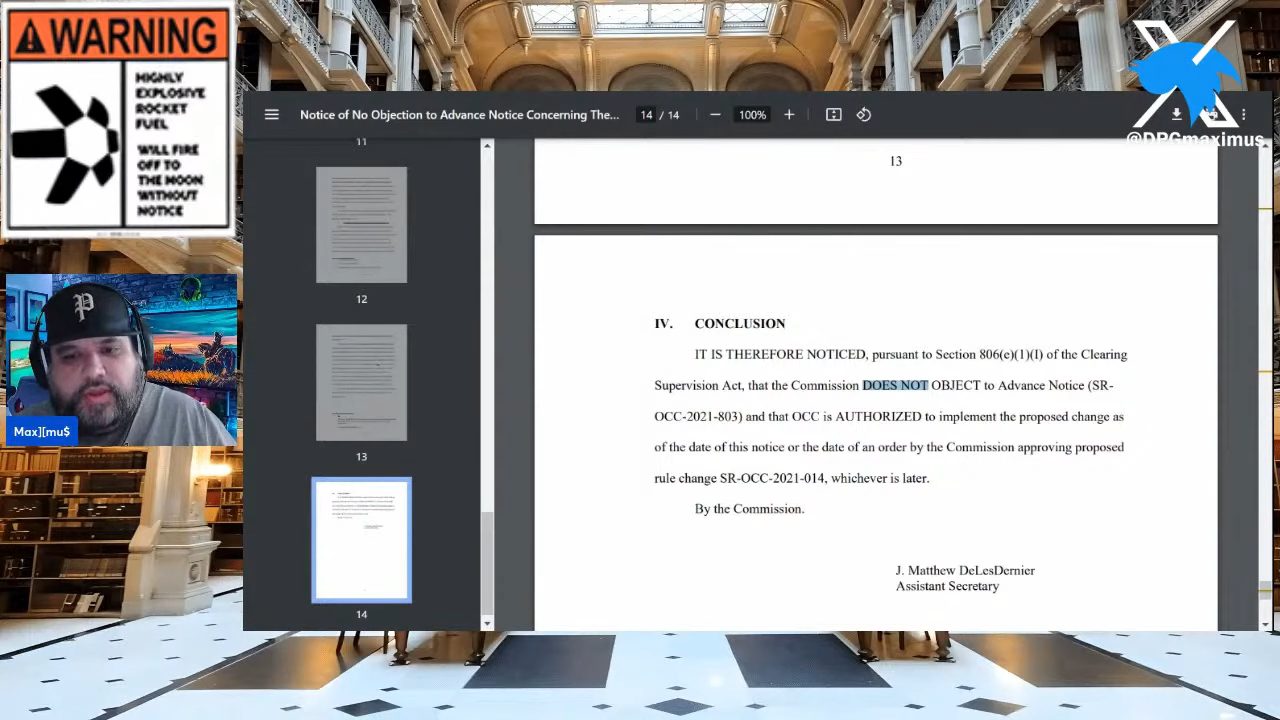 WARNING
HIGHLY
EXPLOSIVE
ROCKET
FUEL
WILL FIRE
OFF TO
THE MOON
WITHOUT
NOTICE
@DPGmaximus
Notice of No Objection to Advance Notice Concerning The...
14 / 14
100%
11
12
13
14
13
IV. CONCLUSION
IT IS THEREFORE NOTICED, pursuant to Section 806(e)(1)(I) of the Clearing
Supervision Act, that the Commission DOES NOT OBJECT to Advance Notice (SR-
OCC-2021-803) and that OCC is AUTHORIZED to implement the proposed change as
of the date of this notice or the date of an order by the Commission approving proposed
rule change SR-OCC-2021-014, whichever is later.
By the Commission.
J. Matthew DeLesDernier
Assistant Secretary
P
Max][mu$